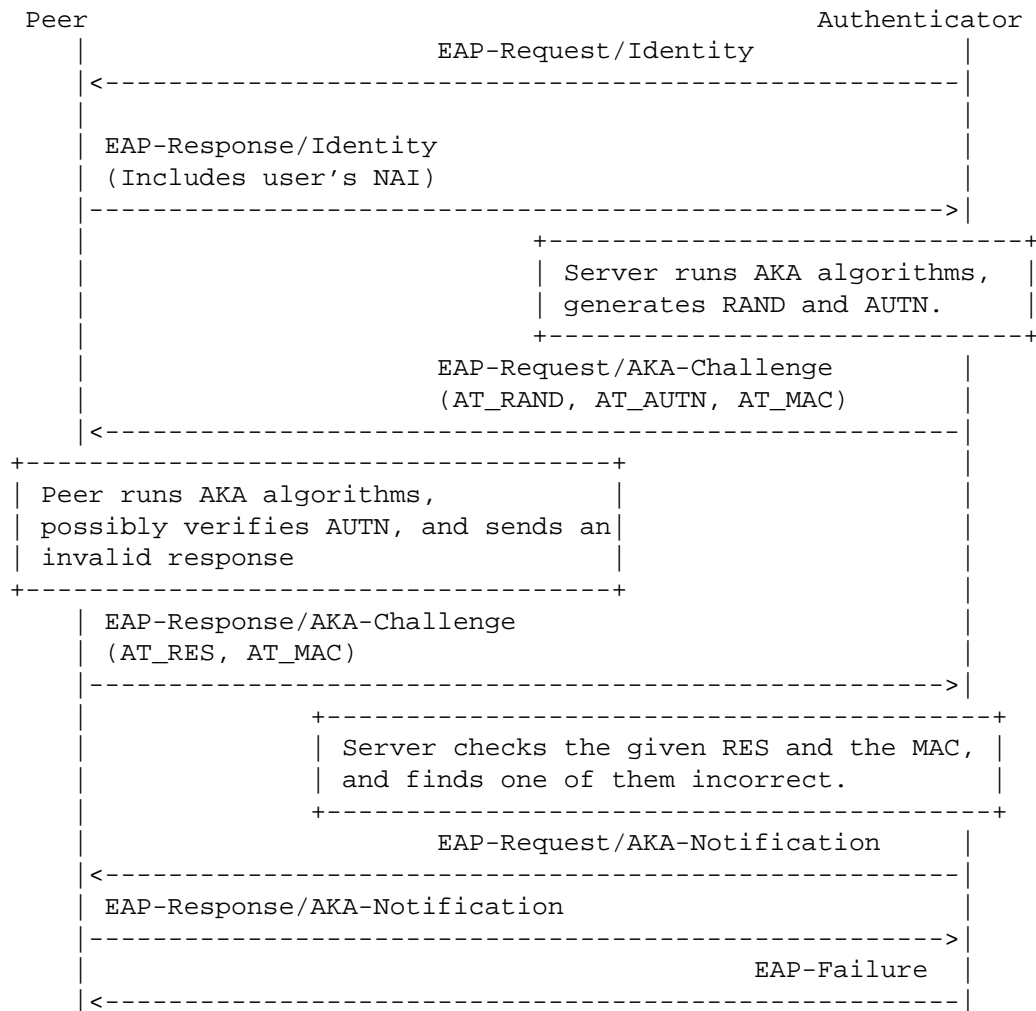 Peer Authenticator
EAP-Request/Identity
EAP-Response/Identity
(Includes user's NAI)
Server runs AKA algorithms,
generates RAND and AUTN.
EAP-Request/AKA-Challenge
(AT_RAND, AT_AUTN, AT_MAC)
Peer runs AKA algorithms,
possibly verifies AUTN, and sends an
invalid response
EAP-Response/AKA-Challenge
(AT_RES, AT_MAC)
Server checks the given RES and the MAC,
and finds one of them incorrect.
EAP-Request/AKA-Notification
EAP-Response/AKA-Notification
EAP-Failure